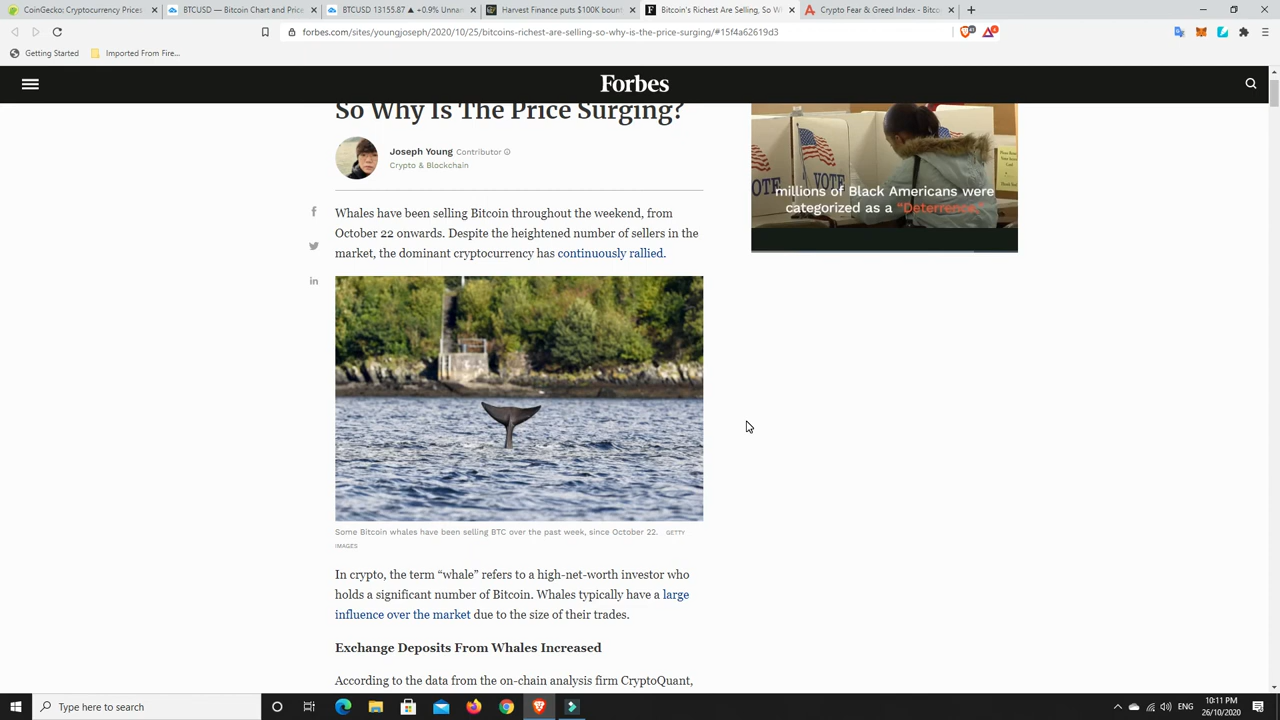 CoinGecko: Cryptocurrency Prices
BTCUSD — Bitcoin Chart and Price
BTCUSD 13155.87 ▲ +0.9% Unnam
Harvest Finance puts $100K bount
Bitcoin's Richest Are Selling, So W
Crypto Fear & Greed Index - Bitco
forbes.com/sites/youngjoseph/2020/10/25/bitcoins-richest-are-selling-so-why-is-the-price-surging/#15f4a62619d3
Getting Started
Imported From Fire...
Forbes
So Why Is The Price Surging?
Joseph Young Contributor
Crypto & Blockchain
Whales have been selling Bitcoin throughout the weekend, from
October 22 onwards. Despite the heightened number of sellers in the
market, the dominant cryptocurrency has continuously rallied.
VOTE
millions of Black Americans were
categorized as a “Deterrence”
Some Bitcoin whales have been selling BTC over the past week, since October 22. GETTY
IMAGES
In crypto, the term “whale” refers to a high-net-worth investor who
holds a significant number of Bitcoin. Whales typically have a large
influence over the market due to the size of their trades.
Exchange Deposits From Whales Increased
According to the data from the on-chain analysis firm CryptoQuant,
Type here to search
ENG
10:11 PM
26/10/2020